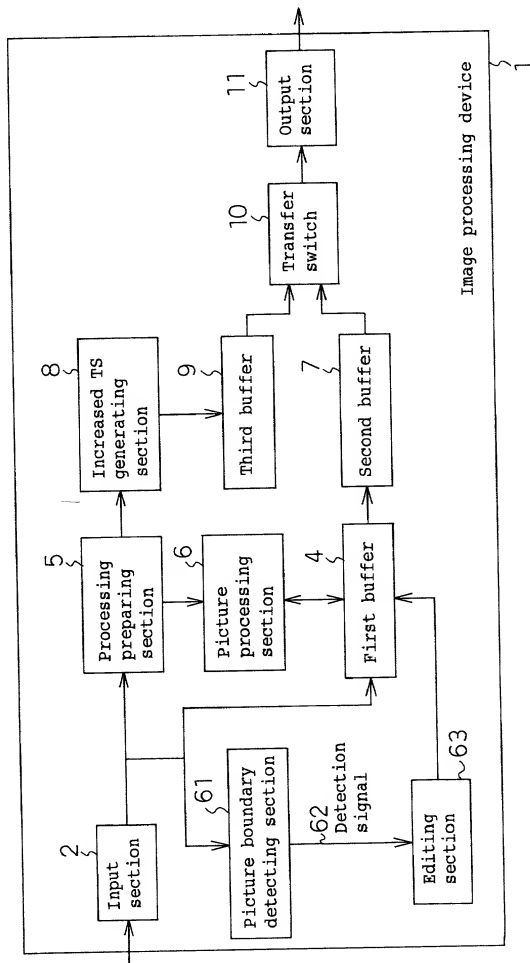 1
Image processing device
2
Input
section
5
Processing
preparing
section
8
Increased TS
generating
section
6
Picture
processing
section
9
Third buffer
10
Transfer
switch
11
Output
section
4
First buffer
7
Second buffer
61
Picture boundary
detecting section
62
Detection
signal
63
Editing
section